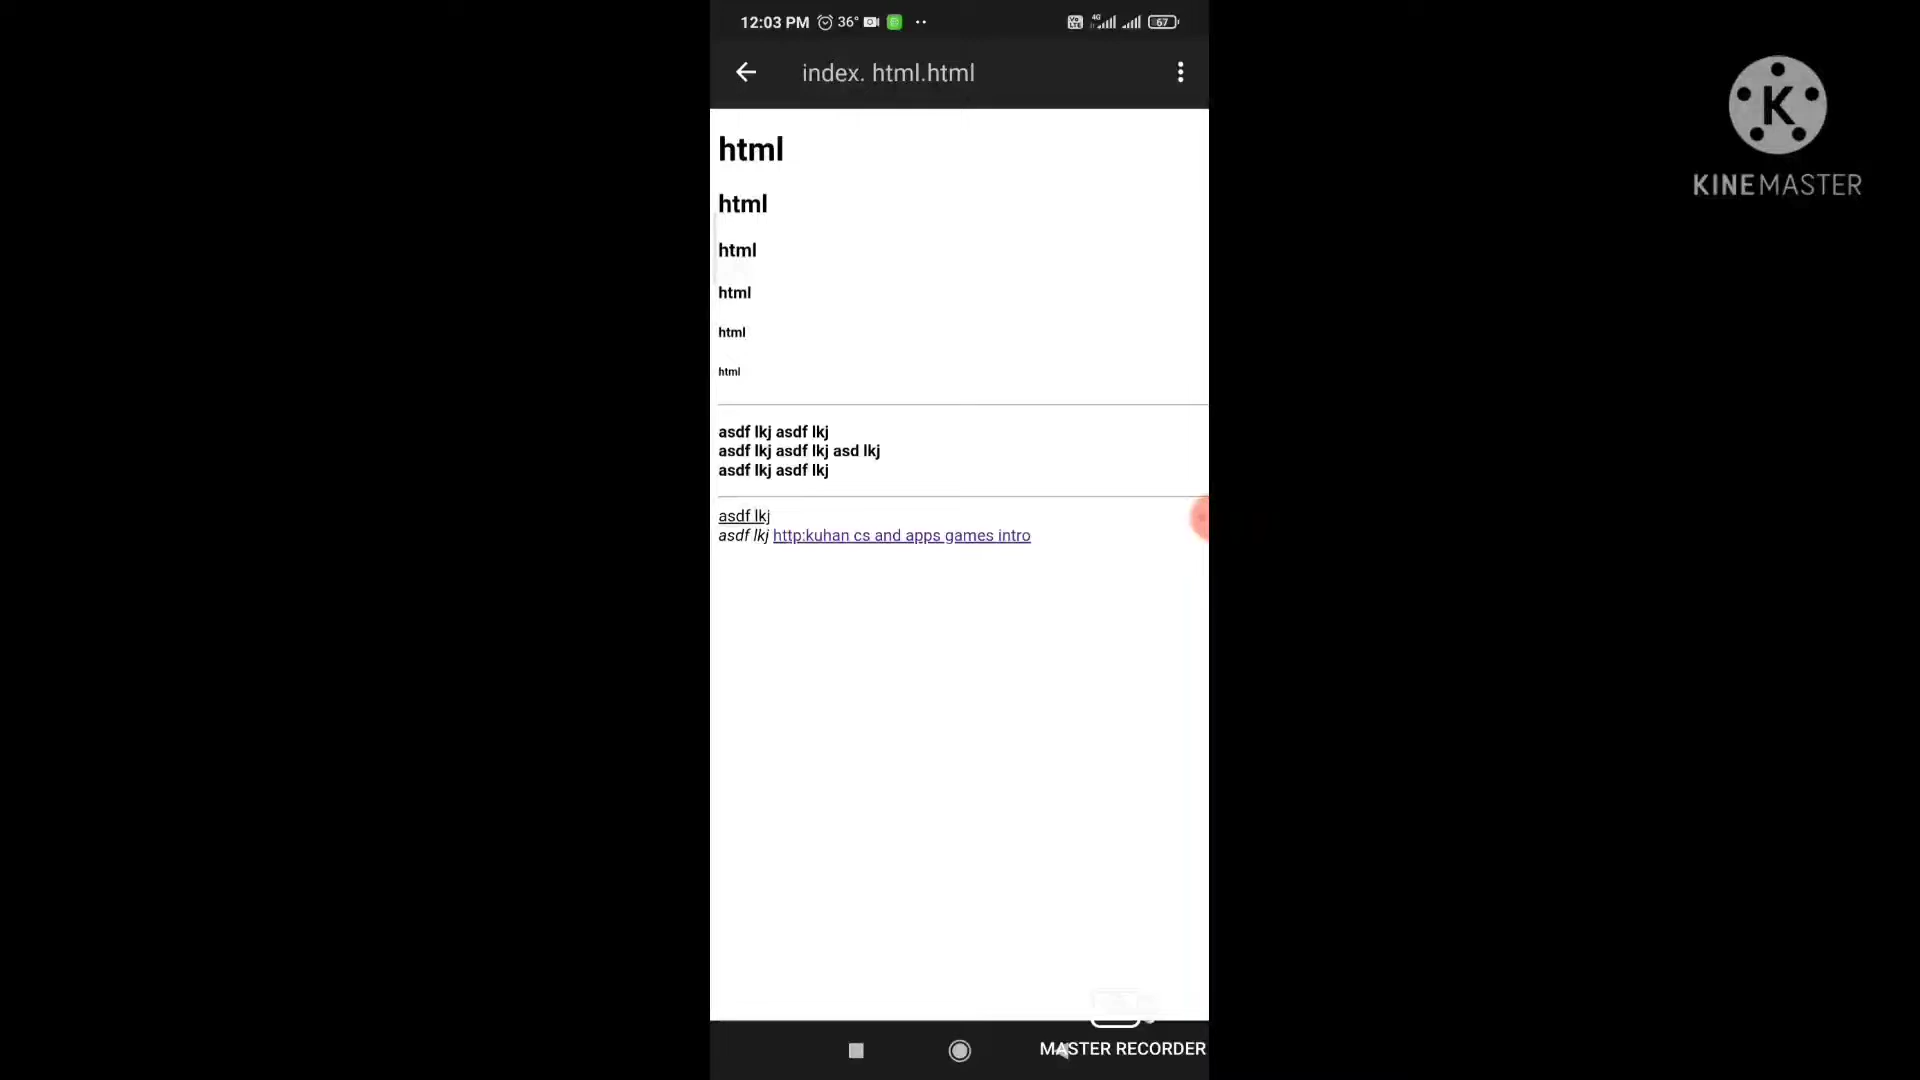 12:03 PM 36° 4G 67
index. html.html
K
KINEMASTER
html
html
html
html
html
html
asdf lkj asdf lkj
asdf lkj asdf lkj asd lkj
asdf lkj asdf lkj
asdf lkj
asdf lkj http:kuhan cs and apps games intro
MASTER RECORDER